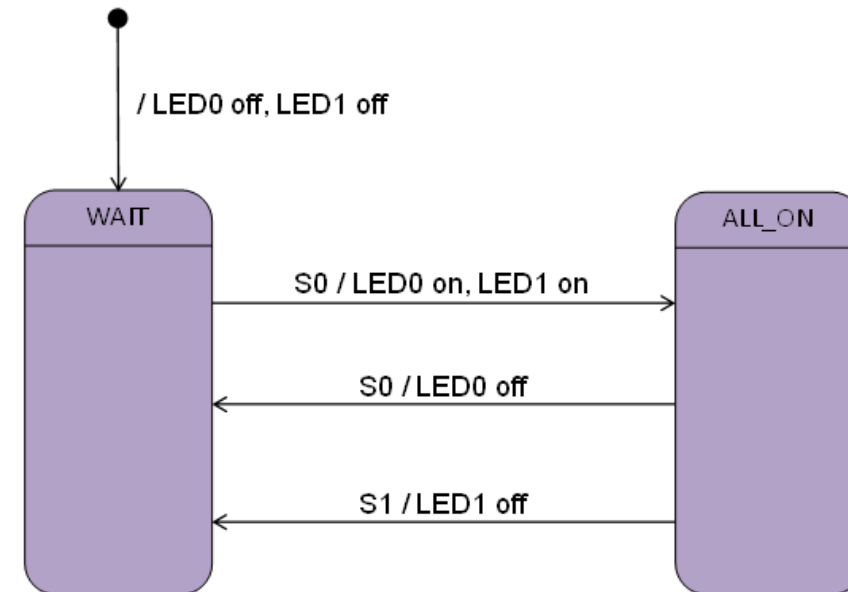 / LED0 off, LED1 off
WAIT
ALL_ON
S0 / LED0 on, LED1 on
S0 / LED0 off
S1 / LED1 off